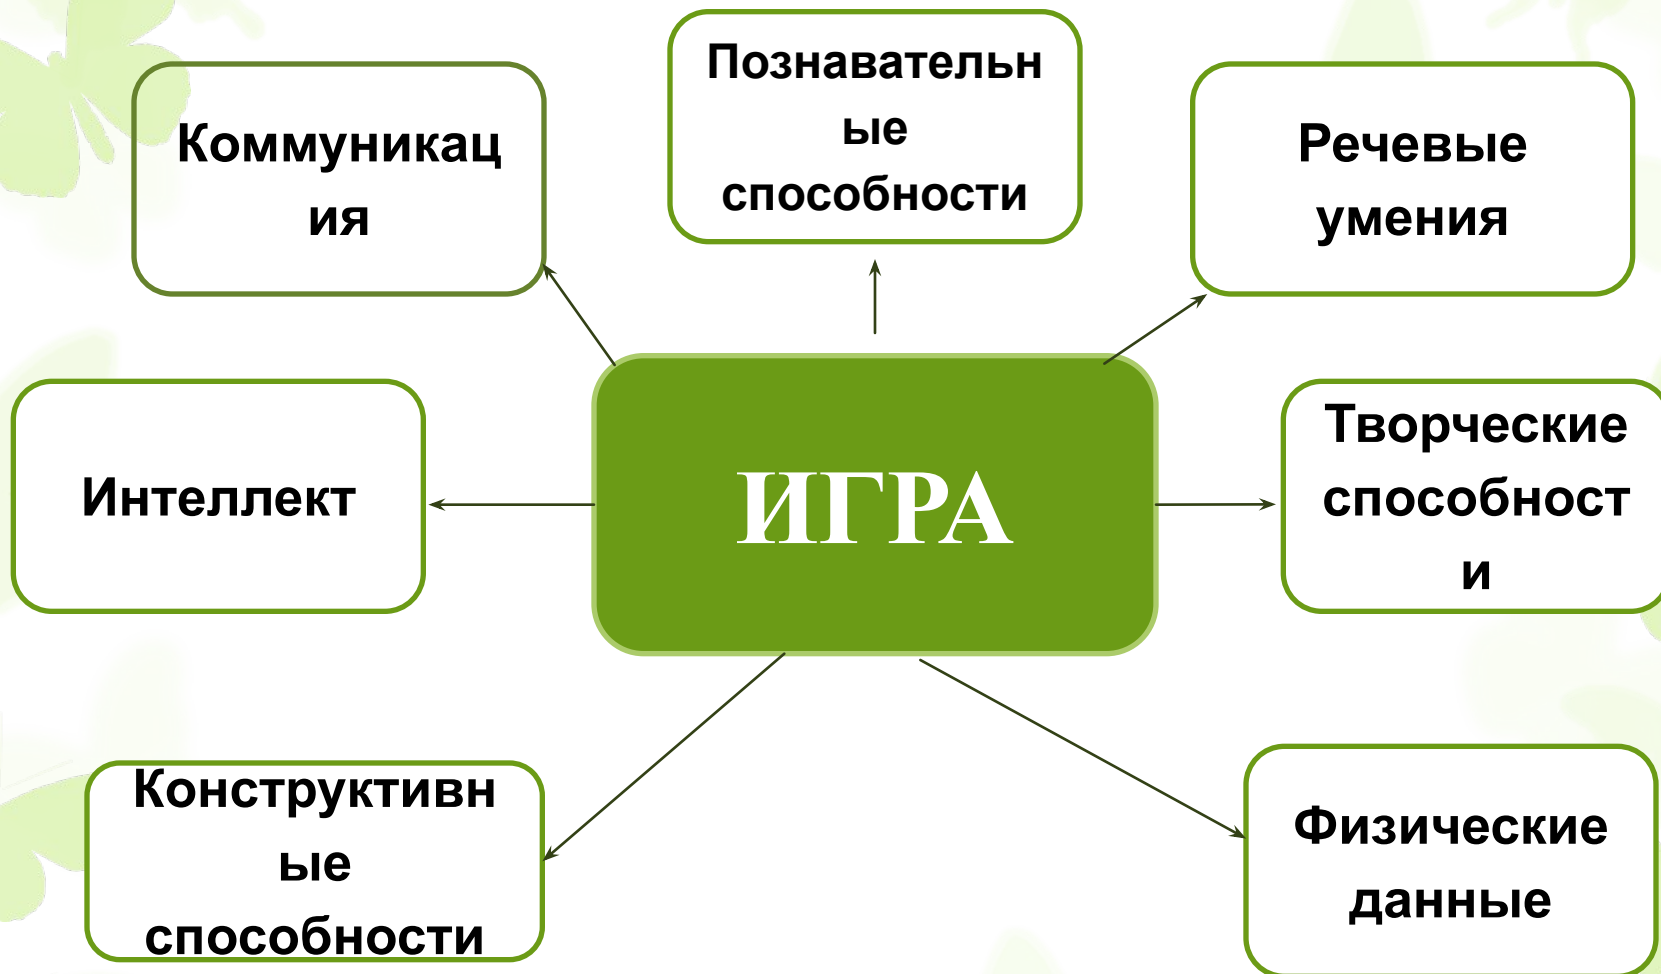 Коммуникац
ия
Познавательн
ые
способности
Речевые
умения
Интеллект
ИГРА
Творческие
способност
и
Конструктивн
ые
способности
Физические
данные